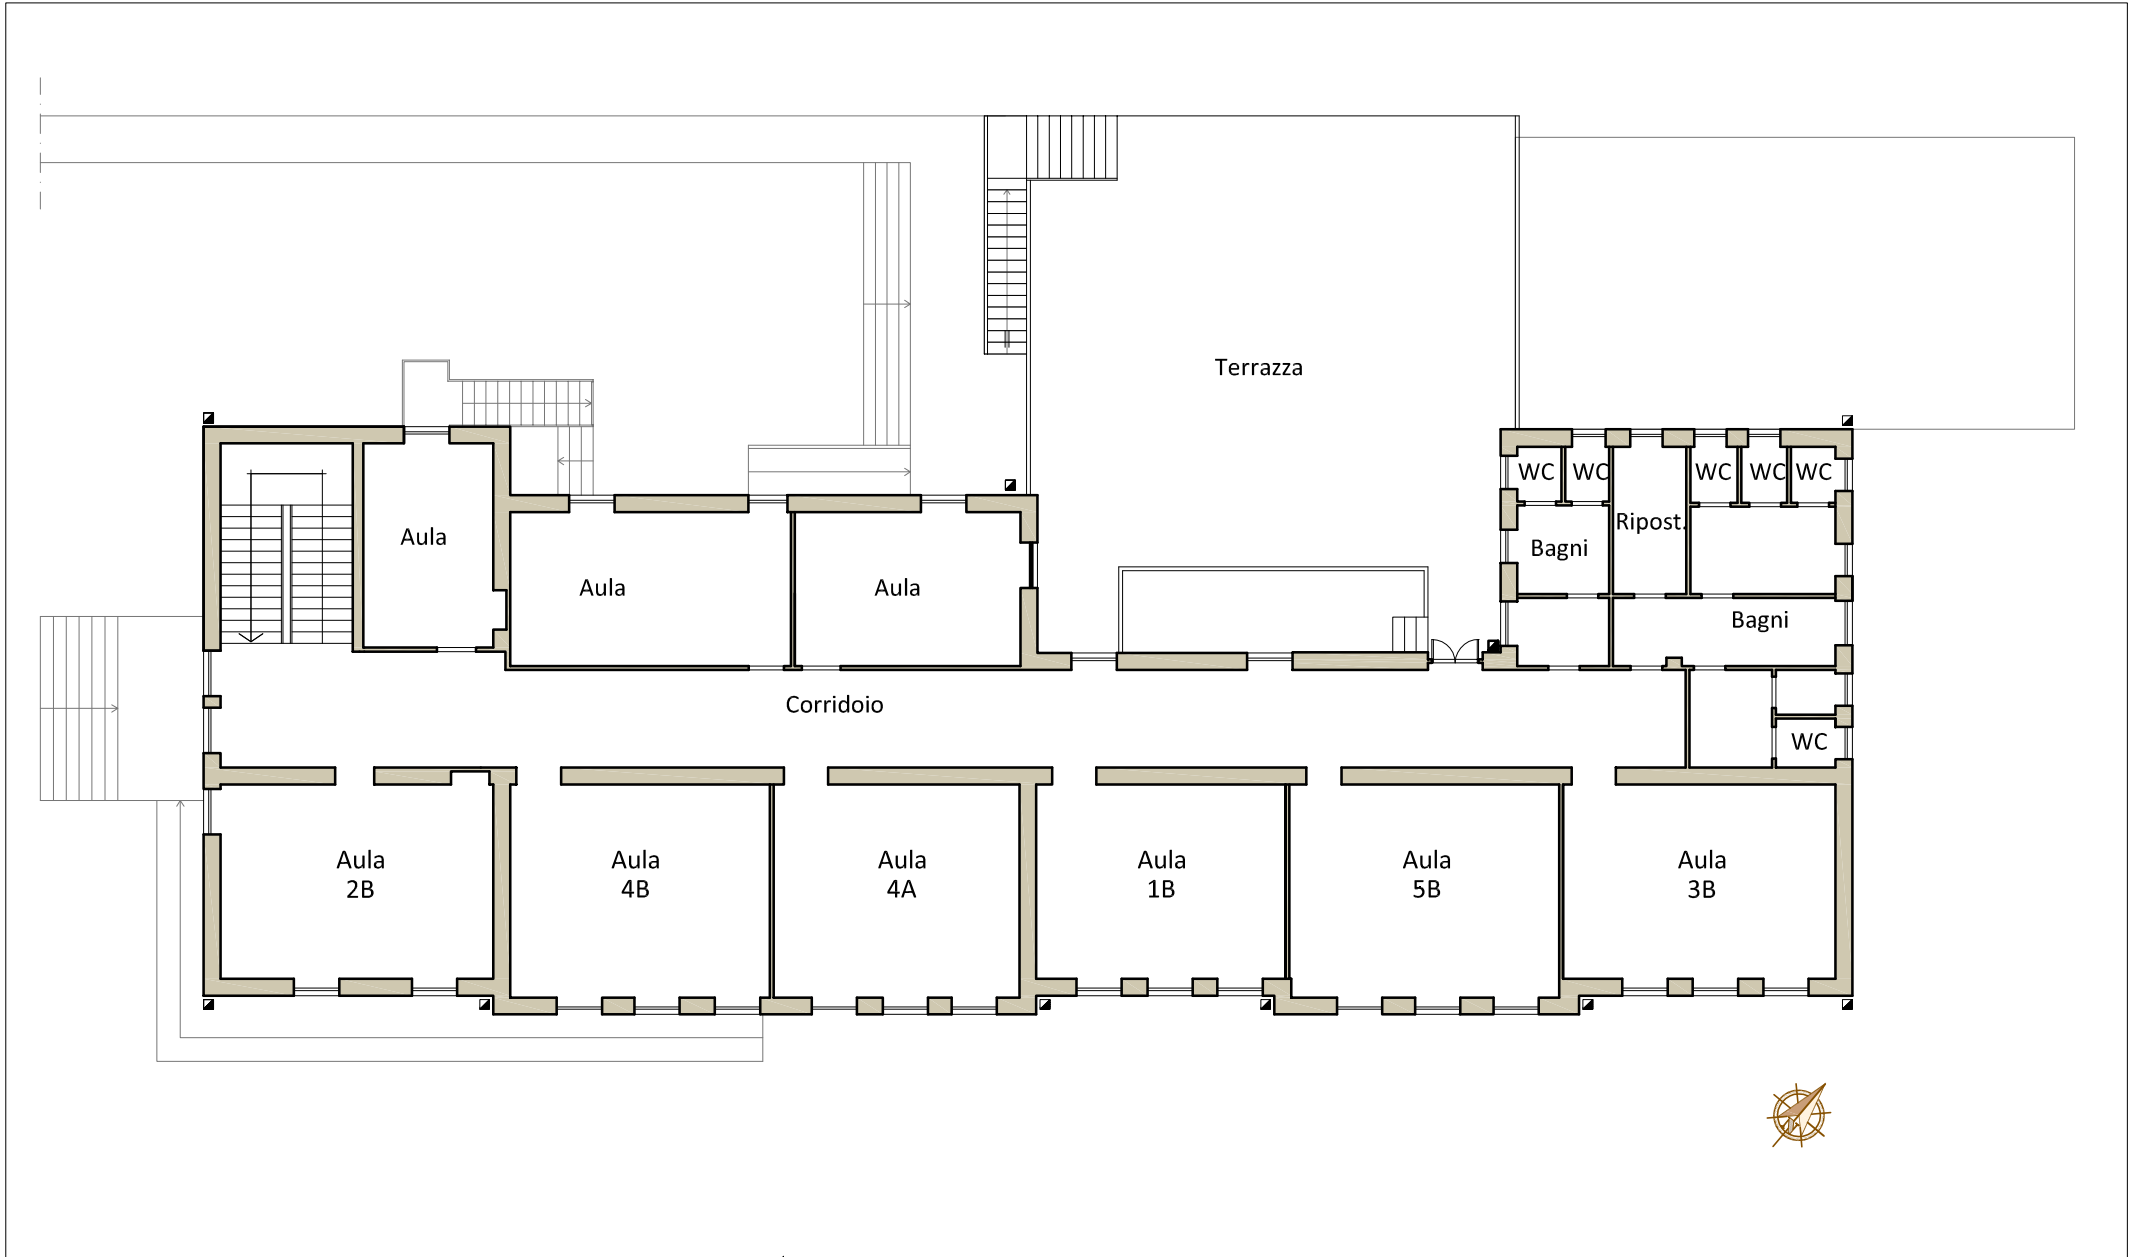 Terrazza
WC
WC
WC
WC
WC
Ripost.
Aula
Bagni
Aula
Aula
Bagni
Corridoio
WC
Aula
2B
Aula
4B
Aula
4A
Aula
1B
Aula
5B
Aula
3B